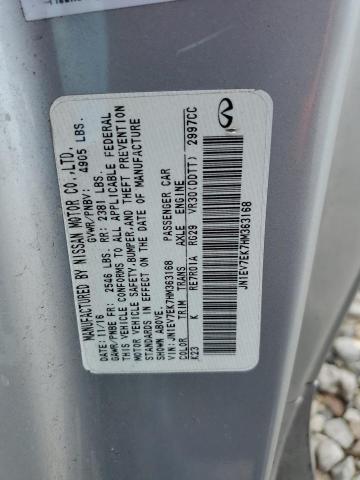 MANUFACTURED BY NISSAN MOTOR CO.,LTD.
GVWR/PNBV: 4905 LBS.
DATE: 11/16
GAWR/PNBE FR: 2546 LBS. RR: 2381 LBS.
THIS VEHICLE CONFORMS TO ALL APPLICABLE FEDERAL
MOTOR VEHICLE SAFETY,BUMPER,AND THEFT PREVENTION
STANDARDS IN EFFECT ON THE DATE OF MANUFACTURE
SHOWN ABOVE.
VIN:JN1EV7EK7HM363168 PASSENGER CAR
COLOR TRIM TRANS AXLE ENGINE
K23 K RE7R01A RG29 VR30(DDTT) 2997CC
JN1EV7EK7HM363168